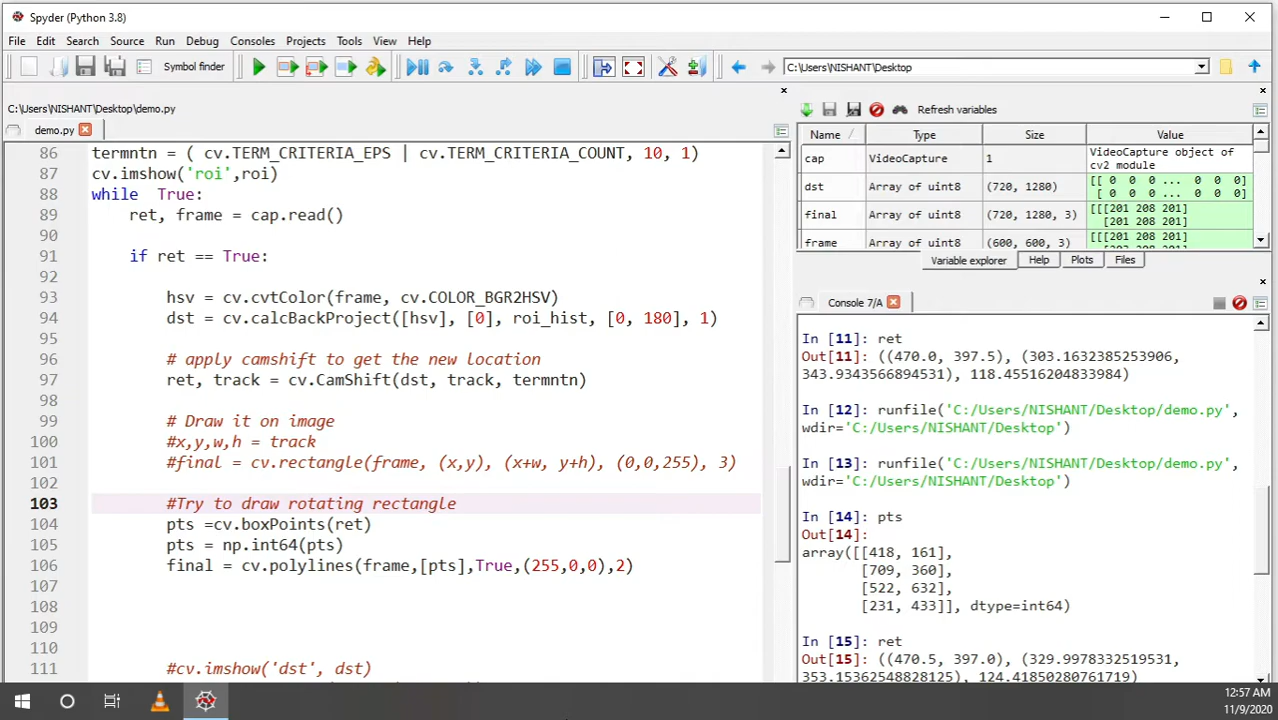 Spyder (Python 3.8)
File Edit Search Source Run Debug Consoles Projects Tools View Help
Symbol finder
C:\Users\NISHANT\Desktop
C:\Users\NISHANT\Desktop\demo.py
demo.py
86 termntn = ( cv.TERM_CRITERIA_EPS | cv.TERM_CRITERIA_COUNT, 10, 1)
87 cv.imshow('roi',roi)
88 while  True:
89     ret, frame = cap.read()
90
91     if ret == True:
92
93         hsv = cv.cvtColor(frame, cv.COLOR_BGR2HSV)
94         dst = cv.calcBackProject([hsv], [0], roi_hist, [0, 180], 1)
95
96         # apply camshift to get the new location
97         ret, track = cv.CamShift(dst, track, termntn)
98
99         # Draw it on image
100         #x,y,w,h = track
101         #final = cv.rectangle(frame, (x,y), (x+w, y+h), (0,0,255), 3)
102
103         #Try to draw rotating rectangle
104         pts =cv.boxPoints(ret)
105         pts = np.int64(pts)
106         final = cv.polylines(frame,[pts],True,(255,0,0),2)
107
108
109
110
111         #cv.imshow('dst', dst)
Refresh variables
Name Type Size Value
cap VideoCapture 1 VideoCapture object of
cv2 module
dst Array of uint8 (720, 1280) [[ 0 0 0 ... 0 0 0]
[ 0 0 0 ... 0 0 0]
final Array of uint8 (720, 1280, 3) [[[201 208 201]
[201 208 201]
frame Array of uint8 (600, 600, 3) [[[201 208 201]
Variable explorer Help Plots Files
Console 7/A
In [11]: ret
Out[11]: ((470.0, 397.5), (303.1632385253906,
343.9343566894531), 118.45516204833984)
In [12]: runfile('C:/Users/NISHANT/Desktop/demo.py',
wdir='C:/Users/NISHANT/Desktop')
In [13]: runfile('C:/Users/NISHANT/Desktop/demo.py',
wdir='C:/Users/NISHANT/Desktop')
In [14]: pts
Out[14]:
array([[418, 161],
[709, 360],
[522, 632],
[231, 433]], dtype=int64)
In [15]: ret
Out[15]: ((470.5, 397.0), (329.9978332519531,
353.15362548828125), 124.41850280761719)
12:57 AM
11/9/2020